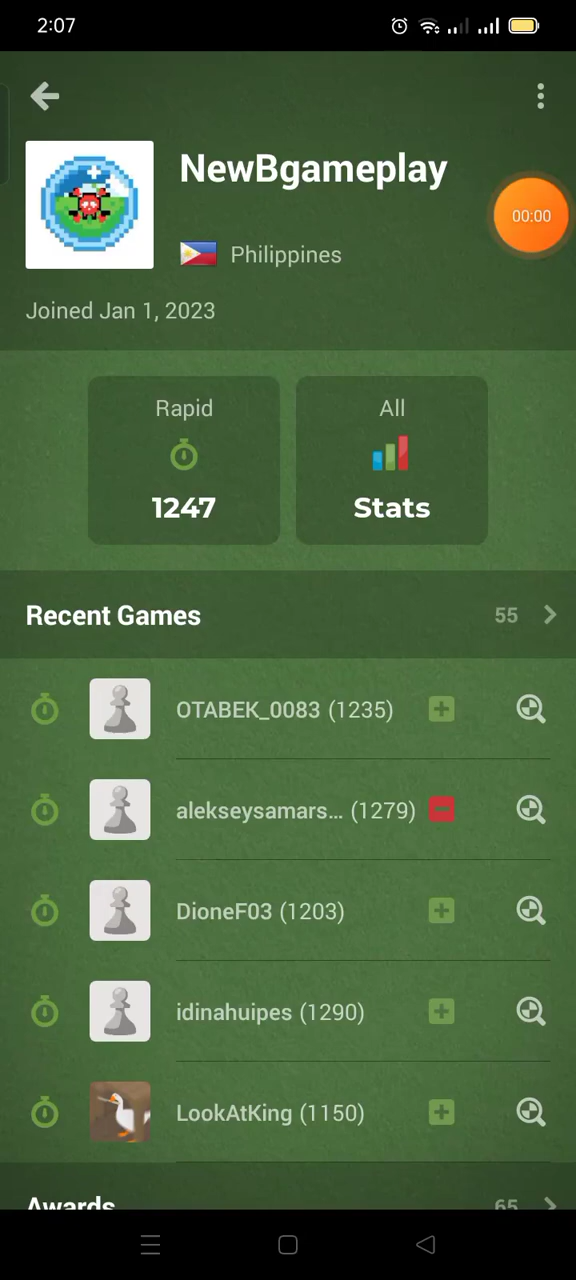 2:07
NewBgameplay
00:00
Philippines
Joined Jan 1, 2023
Rapid
All
1247
Stats
Recent Games 55
OTABEK_0083 (1235)
alekseysamars... (1279)
DioneF03 (1203)
idinahuipes (1290)
LookAtKing (1150)
Awards 65